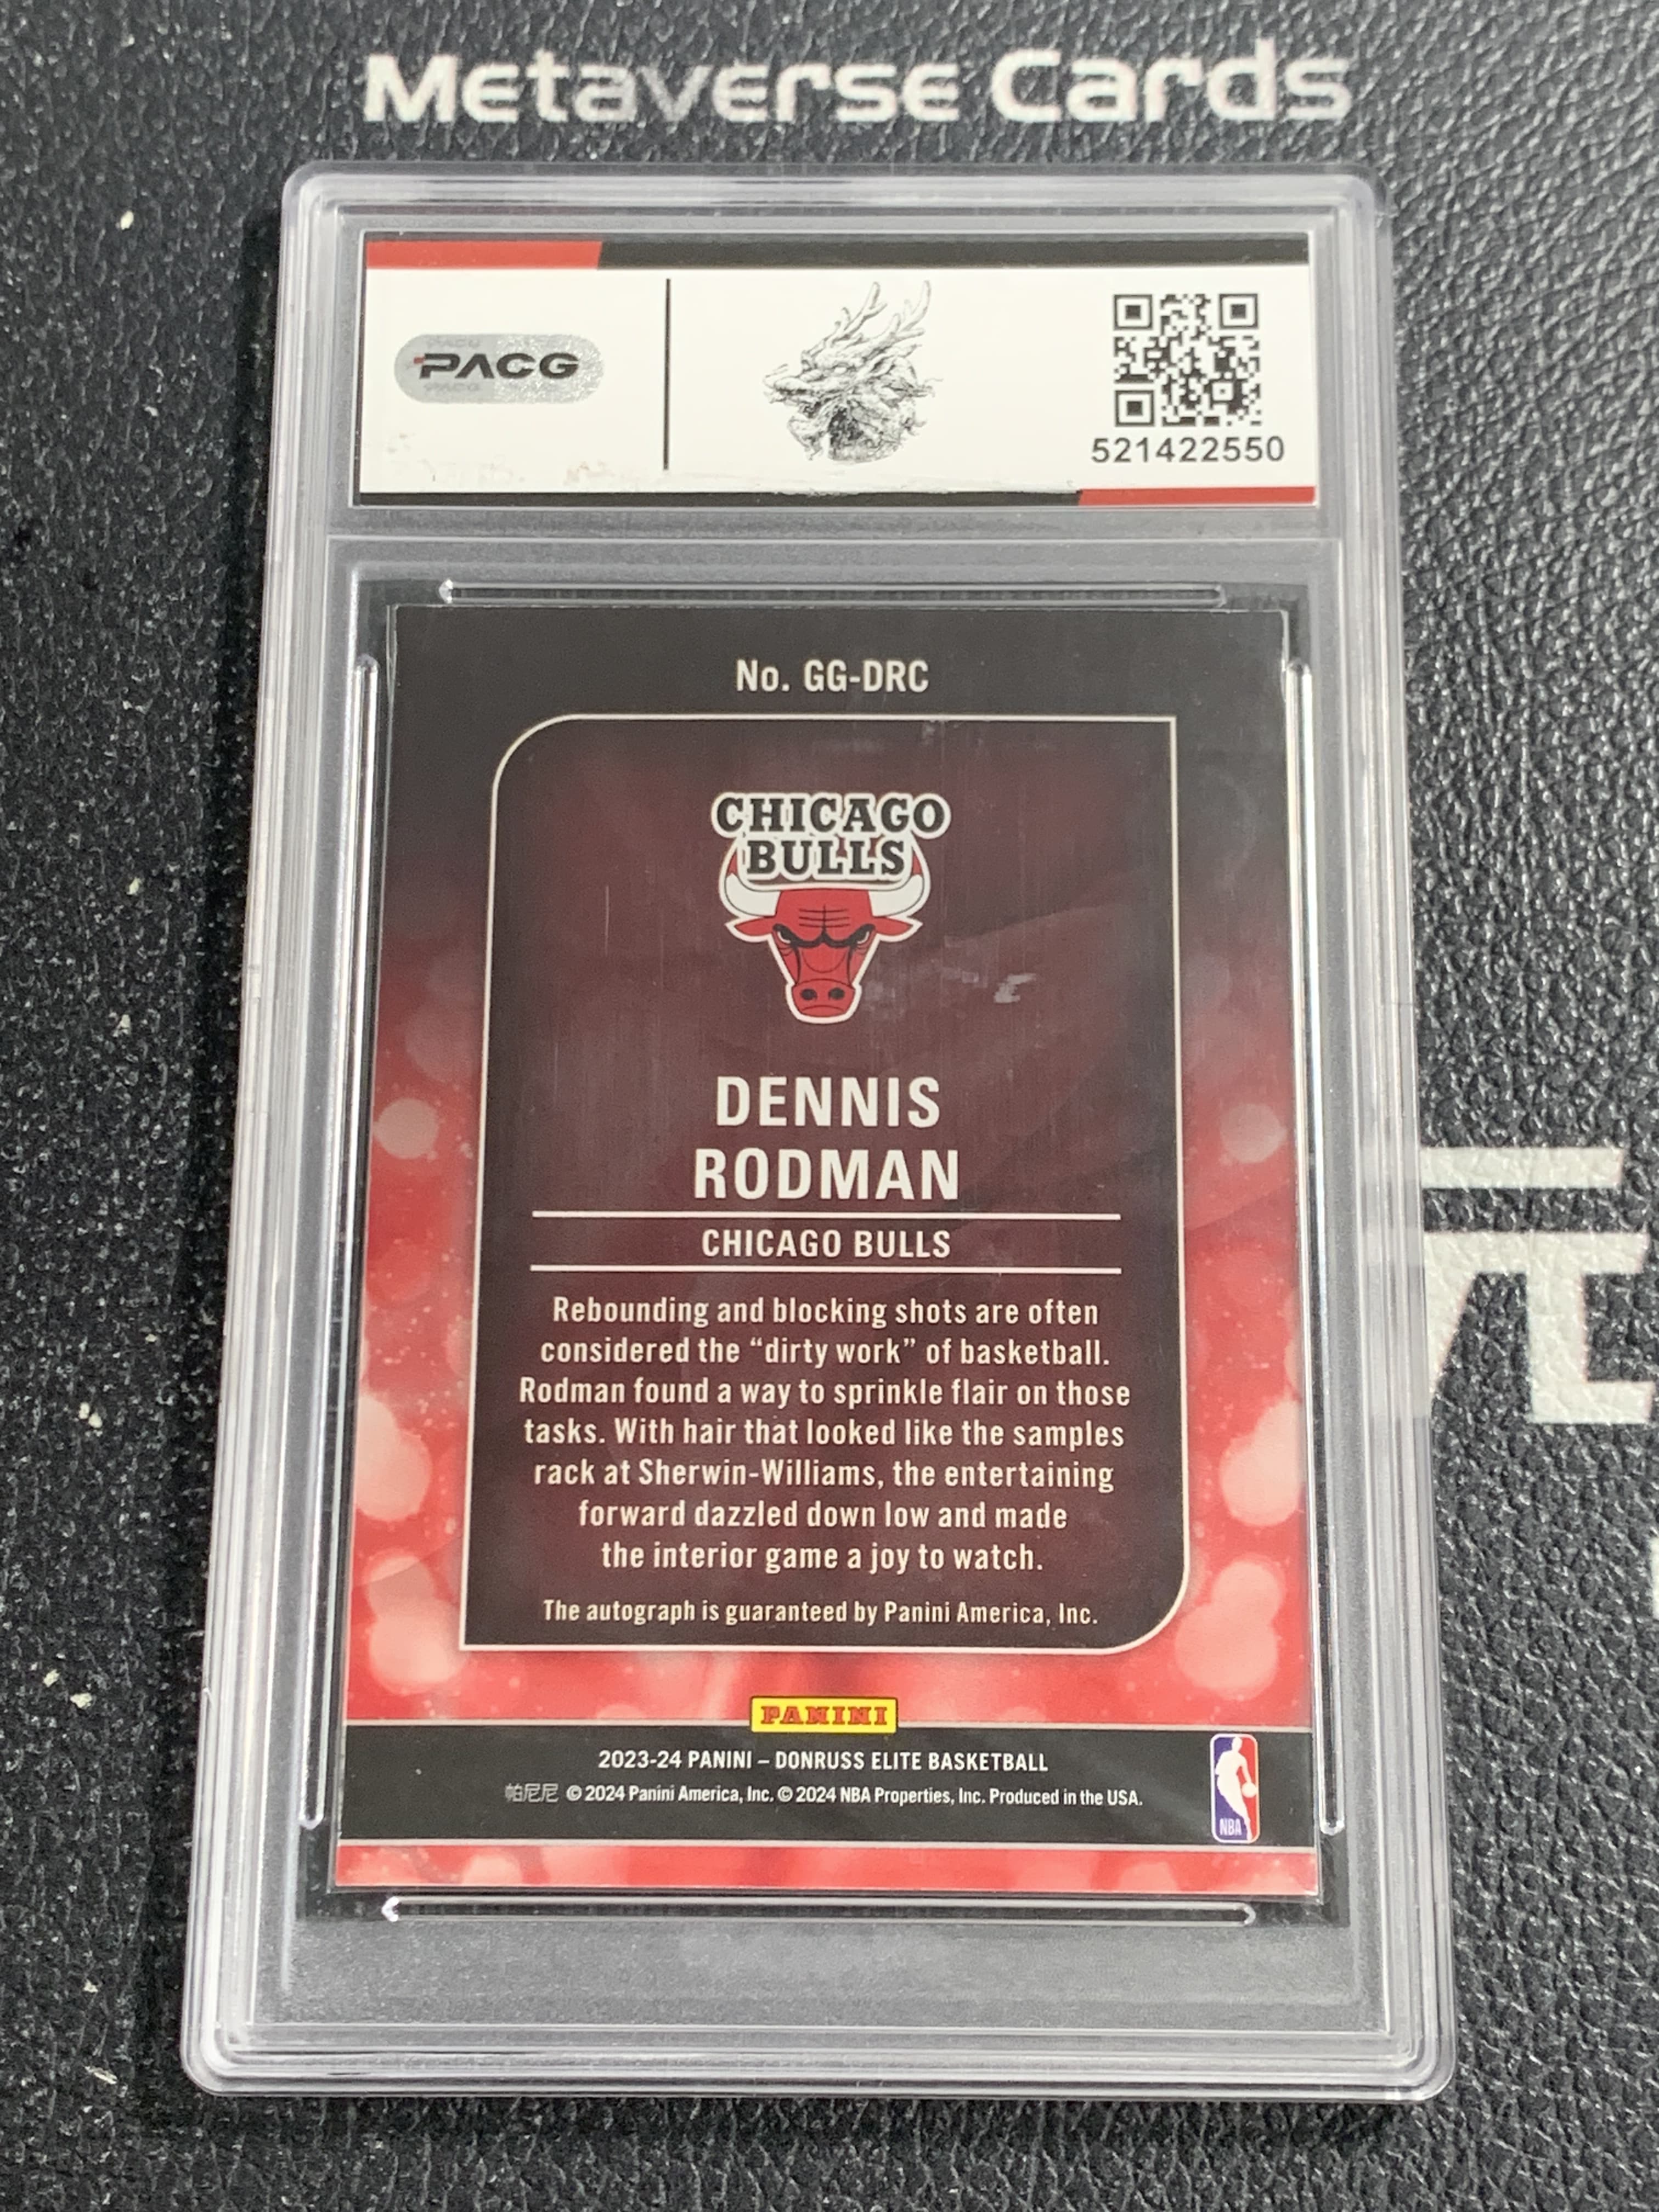 Metaverse Cards
PACG
521422550
No. GG-DRC
CHICAGO
BULLS
DENNIS
RODMAN
CHICAGO BULLS
Rebounding and blocking shots are often
considered the “dirty work” of basketball.
Rodman found a way to sprinkle flair on those
tasks. With hair that looked like the samples
rack at Sherwin-Williams, the entertaining
forward dazzled down low and made
the interior game a joy to watch.
The autograph is guaranteed by Panini America, Inc.
PANINI
2023-24 PANINI – DONRUSS ELITE BASKETBALL
帕尼尼 © 2024 Panini America, Inc. © 2024 NBA Properties, Inc. Produced in the USA.
NBA